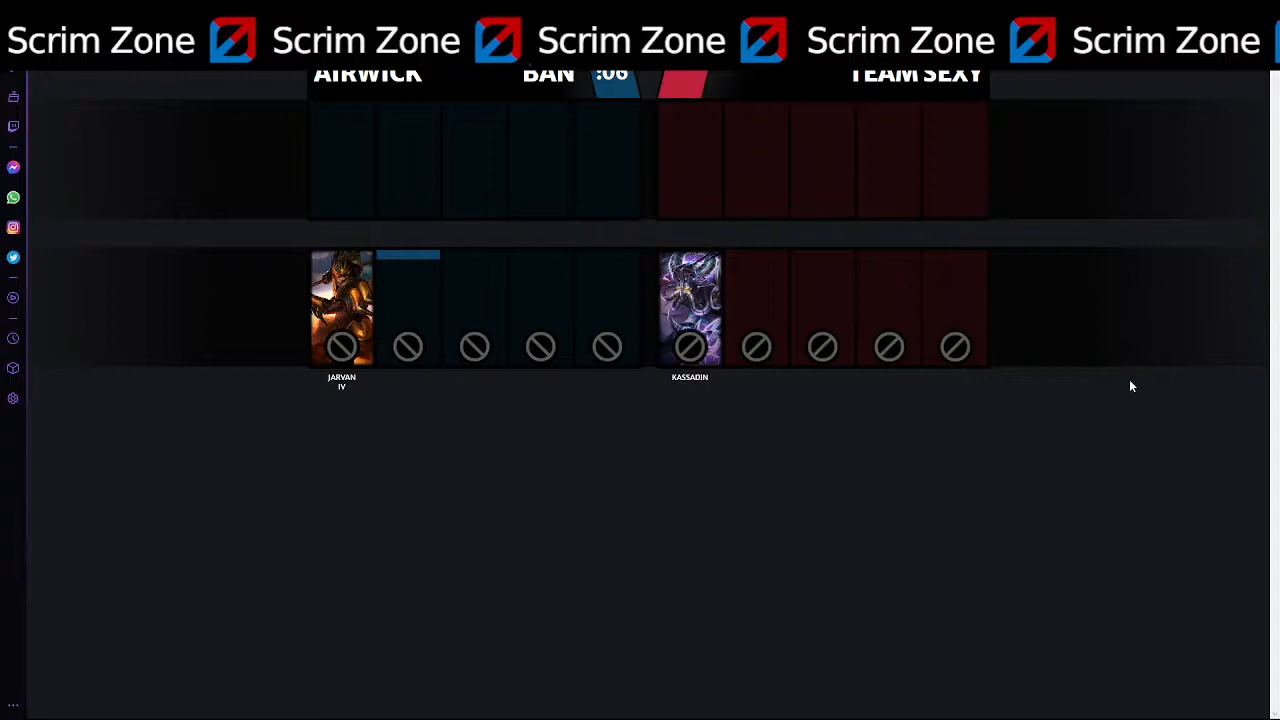 Scrim Zone Scrim Zone Scrim Zone Scrim Zone Scrim Zone
AIRWICK BAN :06 TEAM SEXY
JARVAN
IV
KASSADIN